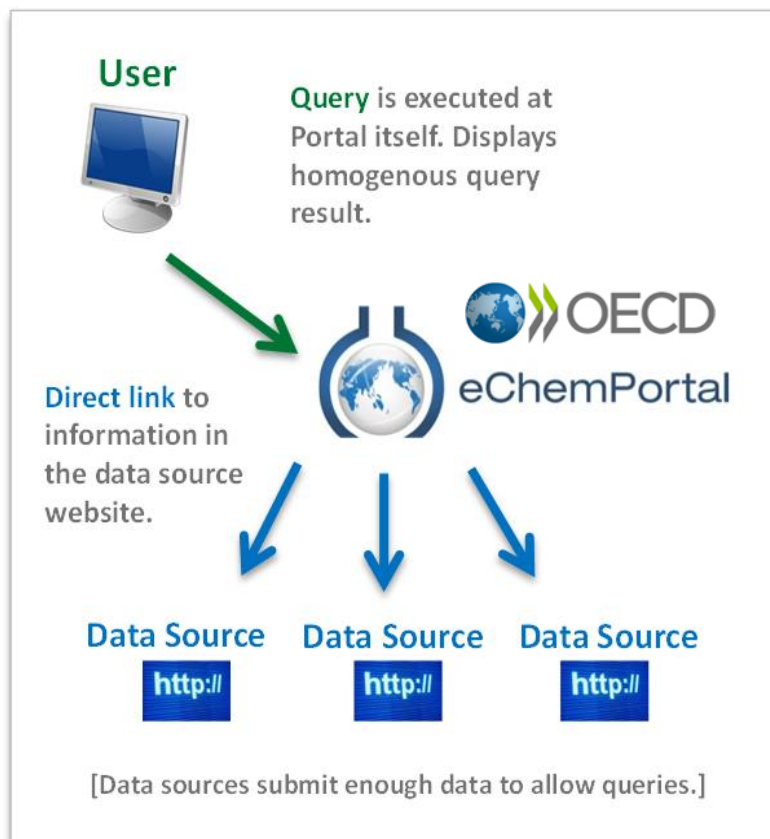 User
Query is executed at
Portal itself. Displays
homogenous query
result.
OECD
eChemPortal
Direct link to
information in
the data source
website.
Data Source
Data Source
Data Source
http://
http://
http://
[Data sources submit enough data to allow queries.]